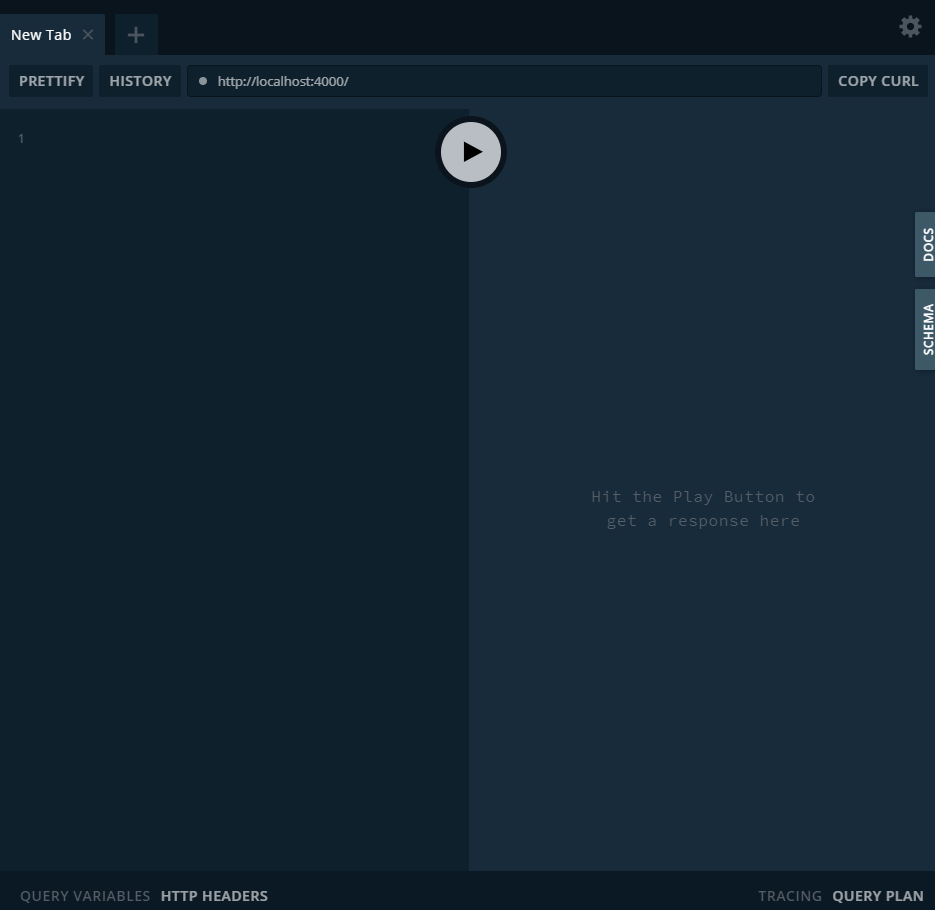 New Tab
PRETTIFY HISTORY http://localhost:4000/ COPY CURL
1
DOCS
SCHEMA
Hit the Play Button to
get a response here
QUERY VARIABLES HTTP HEADERS TRACING QUERY PLAN